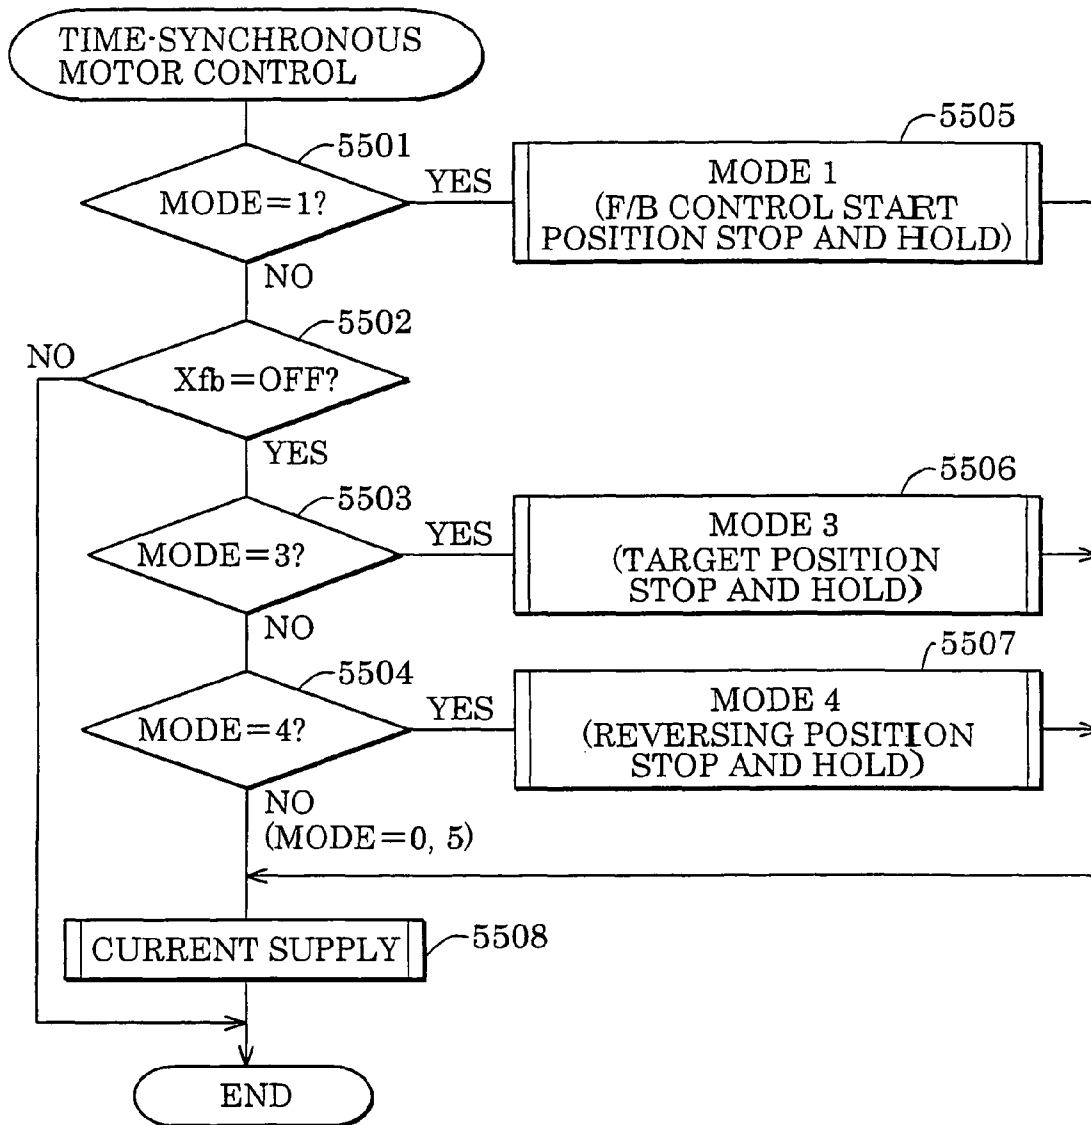 TIME·SYNCHRONOUS
MOTOR CONTROL
5501
MODE=1?
YES
NO
5505
MODE 1
(F/B CONTROL START
POSITION STOP AND HOLD)
5502
NO
Xfb=OFF?
YES
5503
MODE=3?
YES
NO
5506
MODE 3
(TARGET POSITION
STOP AND HOLD)
5504
MODE=4?
YES
NO
(MODE=0, 5)
5507
MODE 4
(REVERSING POSITION
STOP AND HOLD)
CURRENT SUPPLY
5508
END